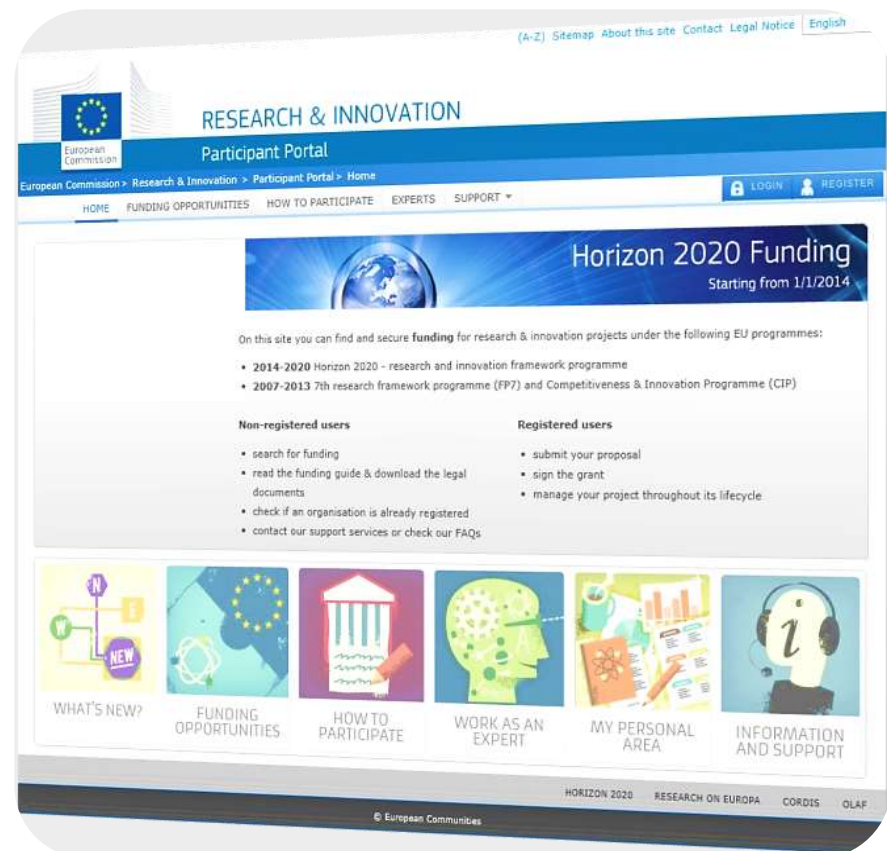 (A-Z) Sitemap About this site Contact Legal Notice English
European
Commission
RESEARCH & INNOVATION
Participant Portal
European Commission > Research & Innovation > Participant Portal > Home
LOGIN REGISTER
HOME FUNDING OPPORTUNITIES HOW TO PARTICIPATE EXPERTS SUPPORT
Horizon 2020 Funding
Starting from 1/1/2014
On this site you can find and secure funding for research & innovation projects under the following EU programmes:
• 2014-2020 Horizon 2020 - research and innovation framework programme
• 2007-2013 7th research framework programme (FP7) and Competitiveness & Innovation Programme (CIP)
Non-registered users
• search for funding
• read the funding guide & download the legal
documents
• check if an organisation is already registered
• contact our support services or check our FAQs
Registered users
• submit your proposal
• sign the grant
• manage your project throughout its lifecycle
N
E
W
NEW
A
i
WHAT'S NEW?
FUNDING
OPPORTUNITIES
HOW TO
PARTICIPATE
WORK AS AN
EXPERT
MY PERSONAL
AREA
INFORMATION
AND SUPPORT
HORIZON 2020 RESEARCH ON EUROPA CORDIS OLAF
© European Communities